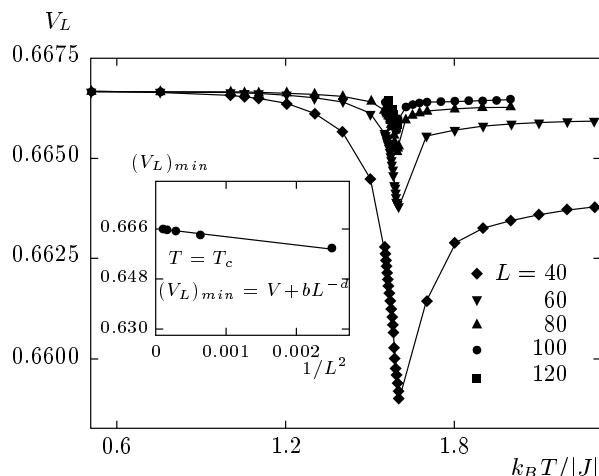 V_L
0.6675
0.6650
0.6625
0.6600
(V_L)_{min}
0.666
0.648
0.630
T = T_c
(V_L)_{min} = V + bL^{-d}
0
0.001
0.002
1/L^2
L = 40
60
80
100
120
0.6
1.2
1.8
k_B T/|J|